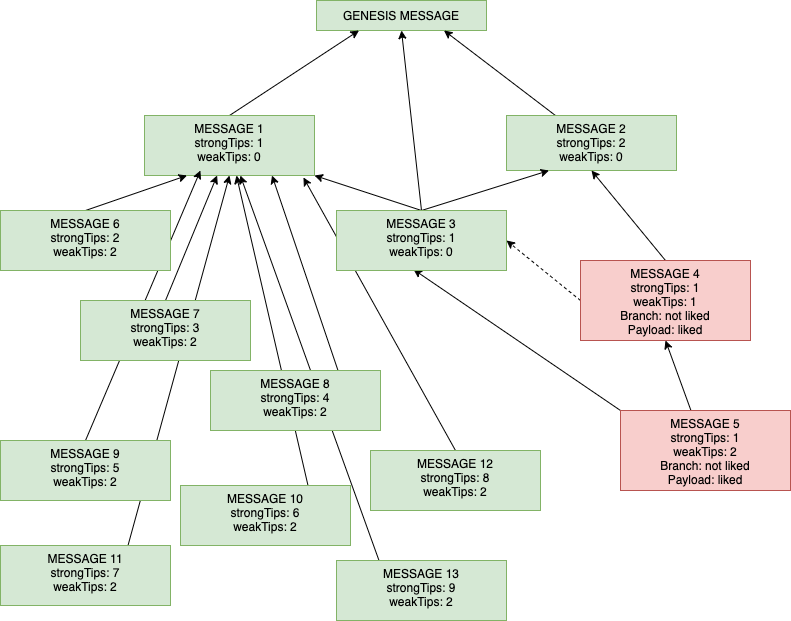 GENESIS MESSAGE
MESSAGE 1
strongTips: 1
weakTips: 0
MESSAGE 2
strongTips: 2
weakTips: 0
MESSAGE 6
strongTips: 2
weakTips: 2
MESSAGE 3
strongTips: 1
weakTips: 0
MESSAGE 4
strongTips: 1
weakTips: 1
Branch: not liked
Payload: liked
MESSAGE 7
strongTips: 3
weakTips: 2
MESSAGE 8
strongTips: 4
weakTips: 2
MESSAGE 5
strongTips: 1
weakTips: 2
Branch: not liked
Payload: liked
MESSAGE 9
strongTips: 5
weakTips: 2
MESSAGE 12
strongTips: 8
weakTips: 2
MESSAGE 10
strongTips: 6
weakTips: 2
MESSAGE 11
strongTips: 7
weakTips: 2
MESSAGE 13
strongTips: 9
weakTips: 2